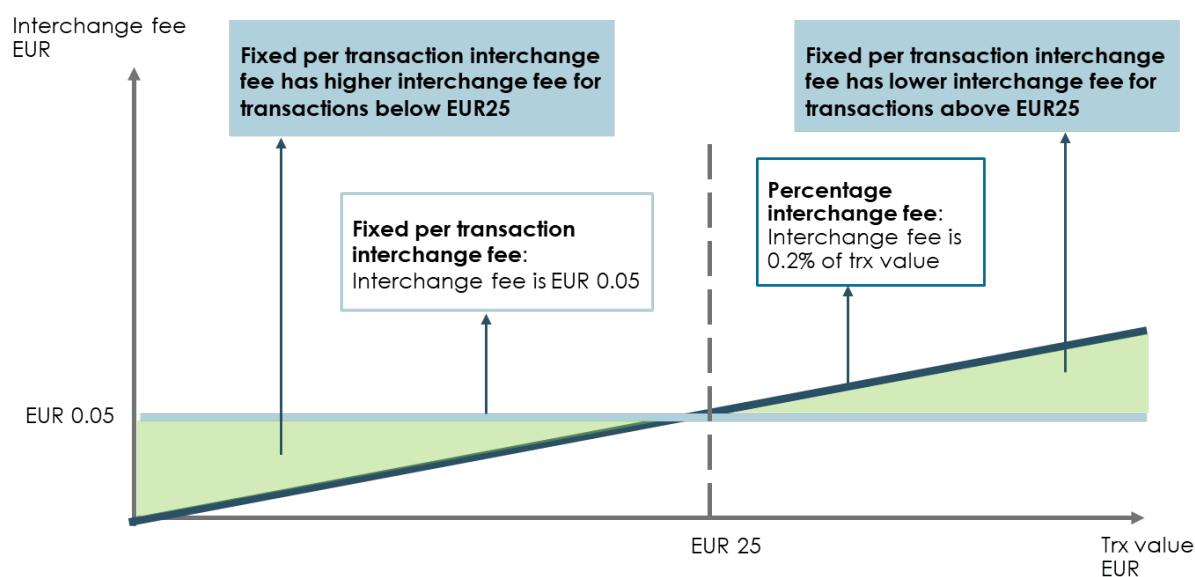 Interchange fee
EUR
Fixed per transaction interchange
fee has higher interchange fee for
transactions below EUR25
Fixed per transaction interchange
fee has lower interchange fee for
transactions above EUR25
Fixed per transaction
interchange fee:
Interchange fee is EUR 0.05
Percentage
interchange fee:
Interchange fee is
0.2% of trx value
EUR 0.05
EUR 25
Trx value
EUR